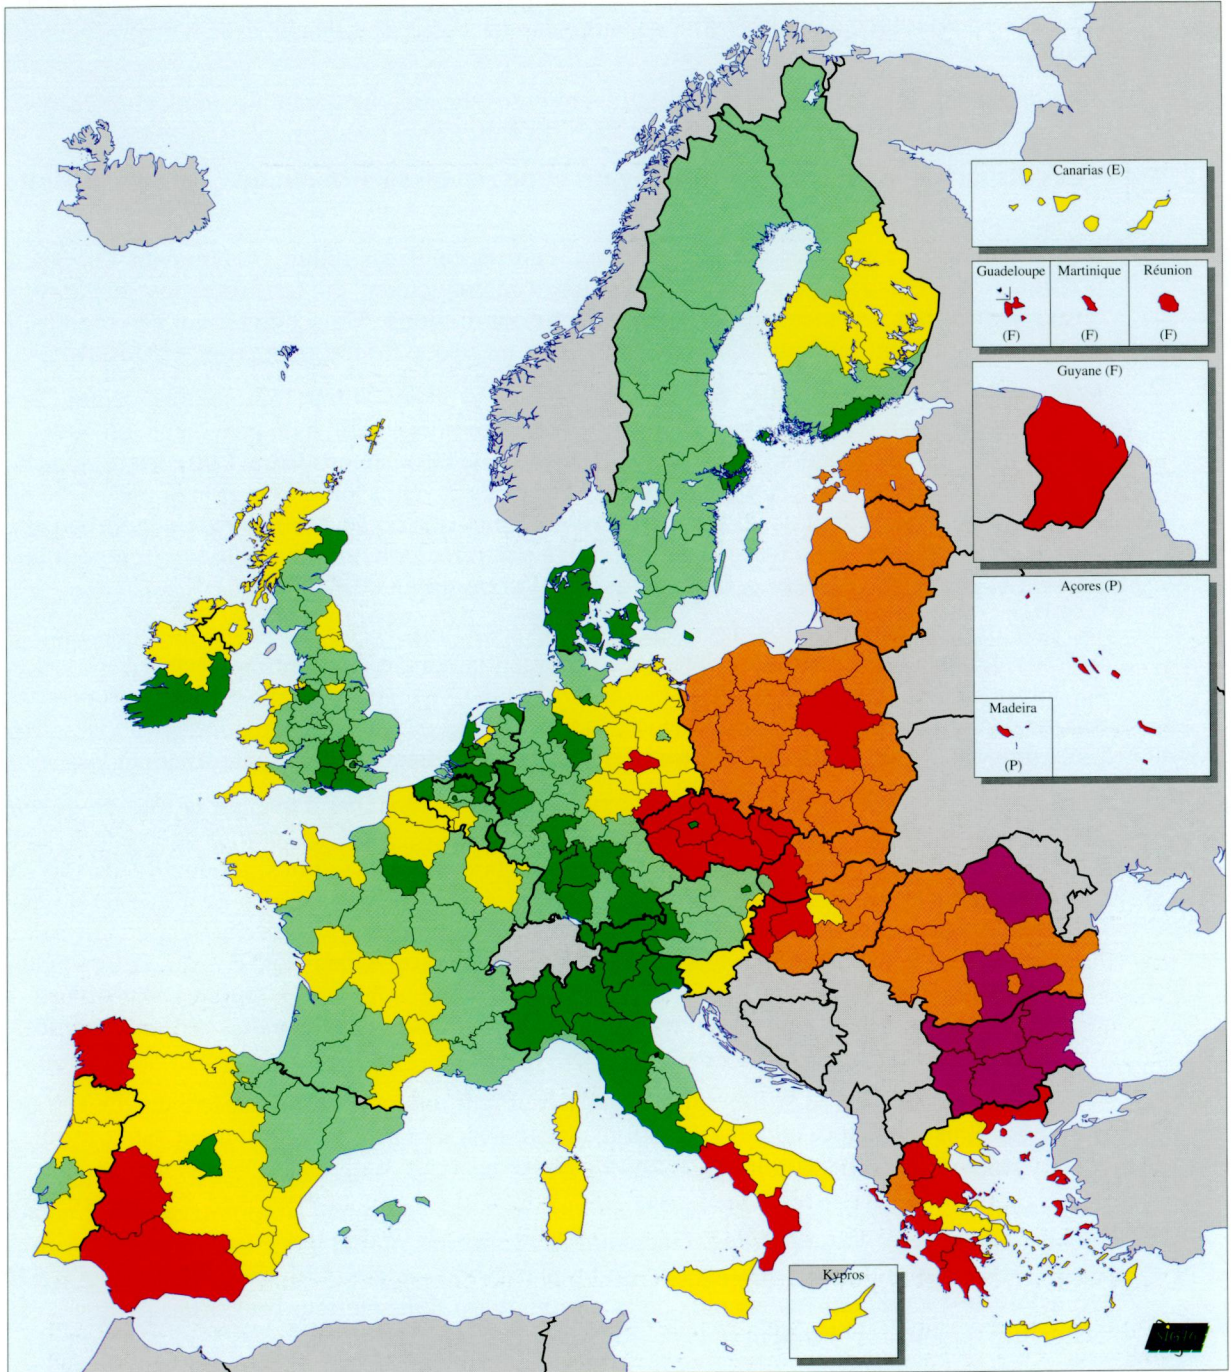 Canarias (E)
Guadeloupe
(F)
Martinique
(F)
Réunion
(F)
Guyane (F)
Açores (P)
Madeira
(P)
Kypros